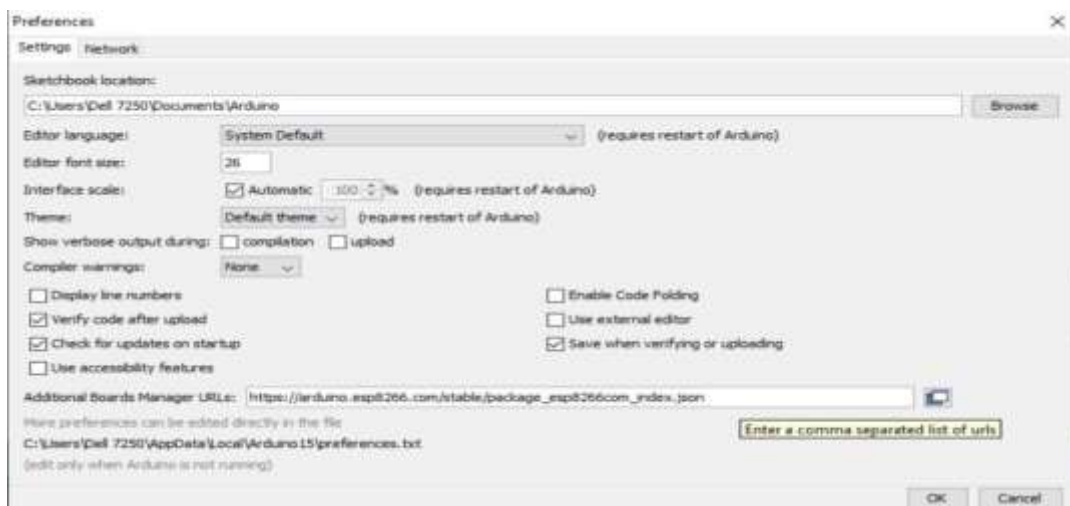 Preferences
Settings Network
Sketchbook location:
C:\Users\Dell 7250\Documents\Arduino Browse
Editor language: System Default (requires restart of Arduino)
Editor font size: 26
Interface scale: Automatic 100 % (requires restart of Arduino)
Theme: Default theme (requires restart of Arduino)
Show verbose output during: compilation upload
Compiler warnings: None
Display line numbers Enable Code Folding
Verify code after upload Use external editor
Check for updates on startup Save when verifying or uploading
Use accessibility features
Additional Boards Manager URLs: https://arduino.esp8266.com/stable/package_esp8266com_index.json
More preferences can be edited directly in the file
Enter a comma separated list of urls
C:\Users\Dell 7250\AppData\Local\Arduino15\preferences.txt
(edit only when Arduino is not running)
OK Cancel